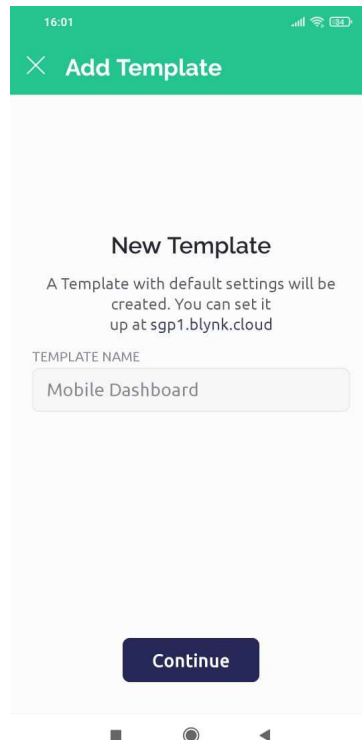 16:01
54
Add Template
New Template
A Template with default settings will be
created. You can set it
up at sgp1.blynk.cloud
TEMPLATE NAME
Mobile Dashboard
Continue